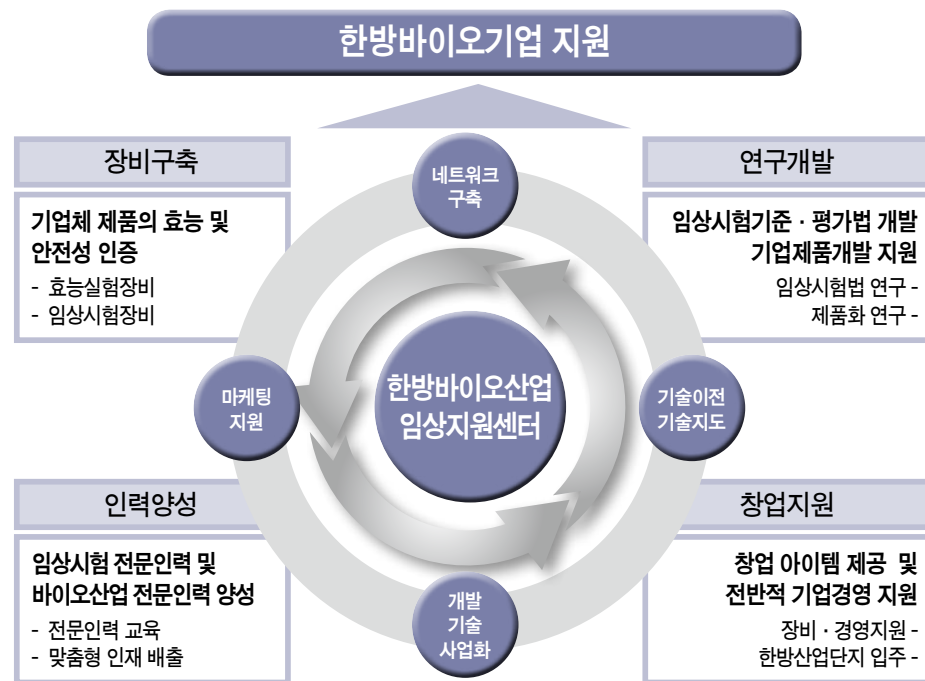 한방바이오기업 지원
장비구축
기업체 제품의 효능 및
안전성 인증
- 효능실험장비
- 임상시험장비
네트워크
구축
연구개발
임상시험기준 · 평가법 개발
기업제품개발 지원
임상시험법 연구 -
제품화 연구 -
마케팅
지원
한방바이오산업
임상지원센터
기술이전
기술지도
인력양성
임상시험 전문인력 및
바이오산업 전문인력 양성
- 전문인력 교육
- 맞춤형 인재 배출
개발
기술
사업화
창업지원
창업 아이템 제공 및
전반적 기업경영 지원
장비 · 경영지원 -
한방산업단지 입주 -